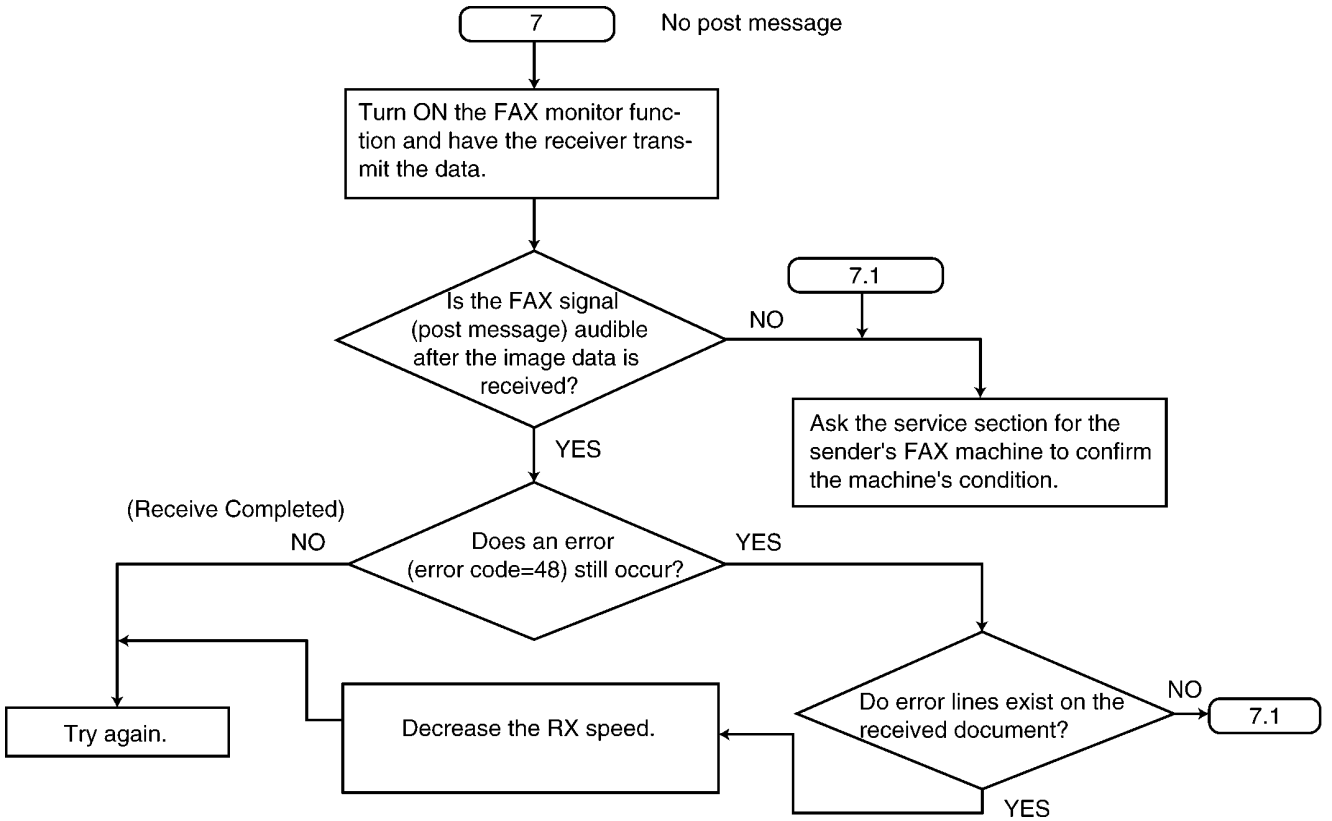 7
No post message
Turn ON the FAX monitor func-
tion and have the receiver trans-
mit the data.
7.1
Is the FAX signal
(post message) audible
after the image data is
received?
NO
Ask the service section for the
sender's FAX machine to confirm
the machine's condition.
YES
(Receive Completed)
NO
Does an error
(error code=48) still occur?
YES
Do error lines exist on the
received document?
NO
7.1
Decrease the RX speed.
Try again.
YES